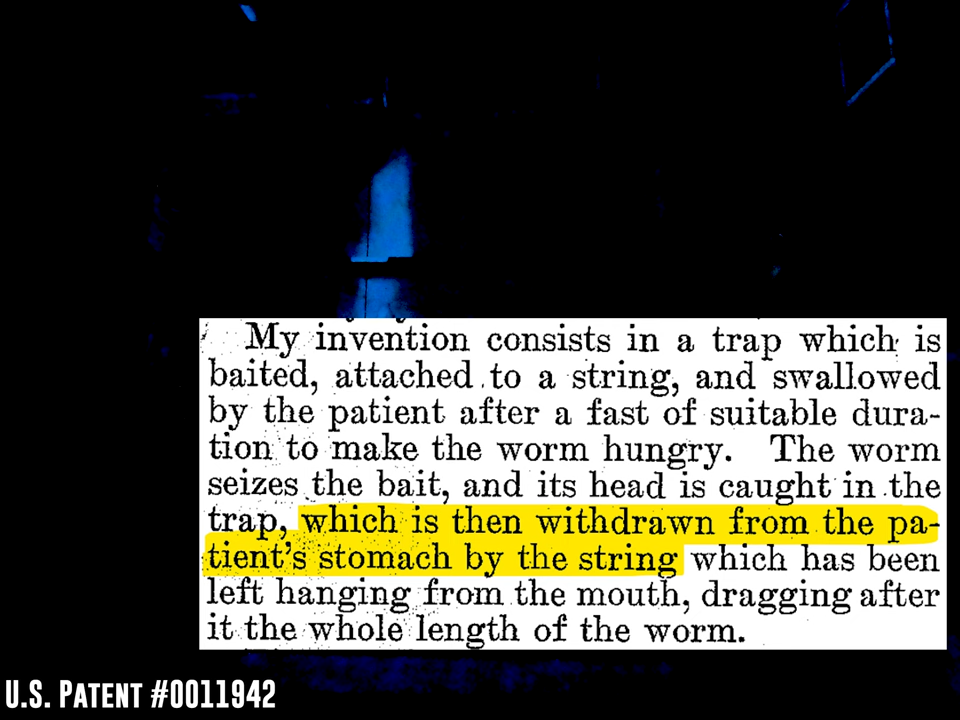 My invention consists in a trap which is
baited, attached to a string, and swallowed
by the patient after a fast of suitable dura-
tion to make the worm hungry. The worm
seizes the bait, and its head is caught in the
trap, which is then withdrawn from the pa-
tient's stomach by the string which has been
left hanging from the mouth, dragging after
it the whole length of the worm.
U.S. PATENT #0011942